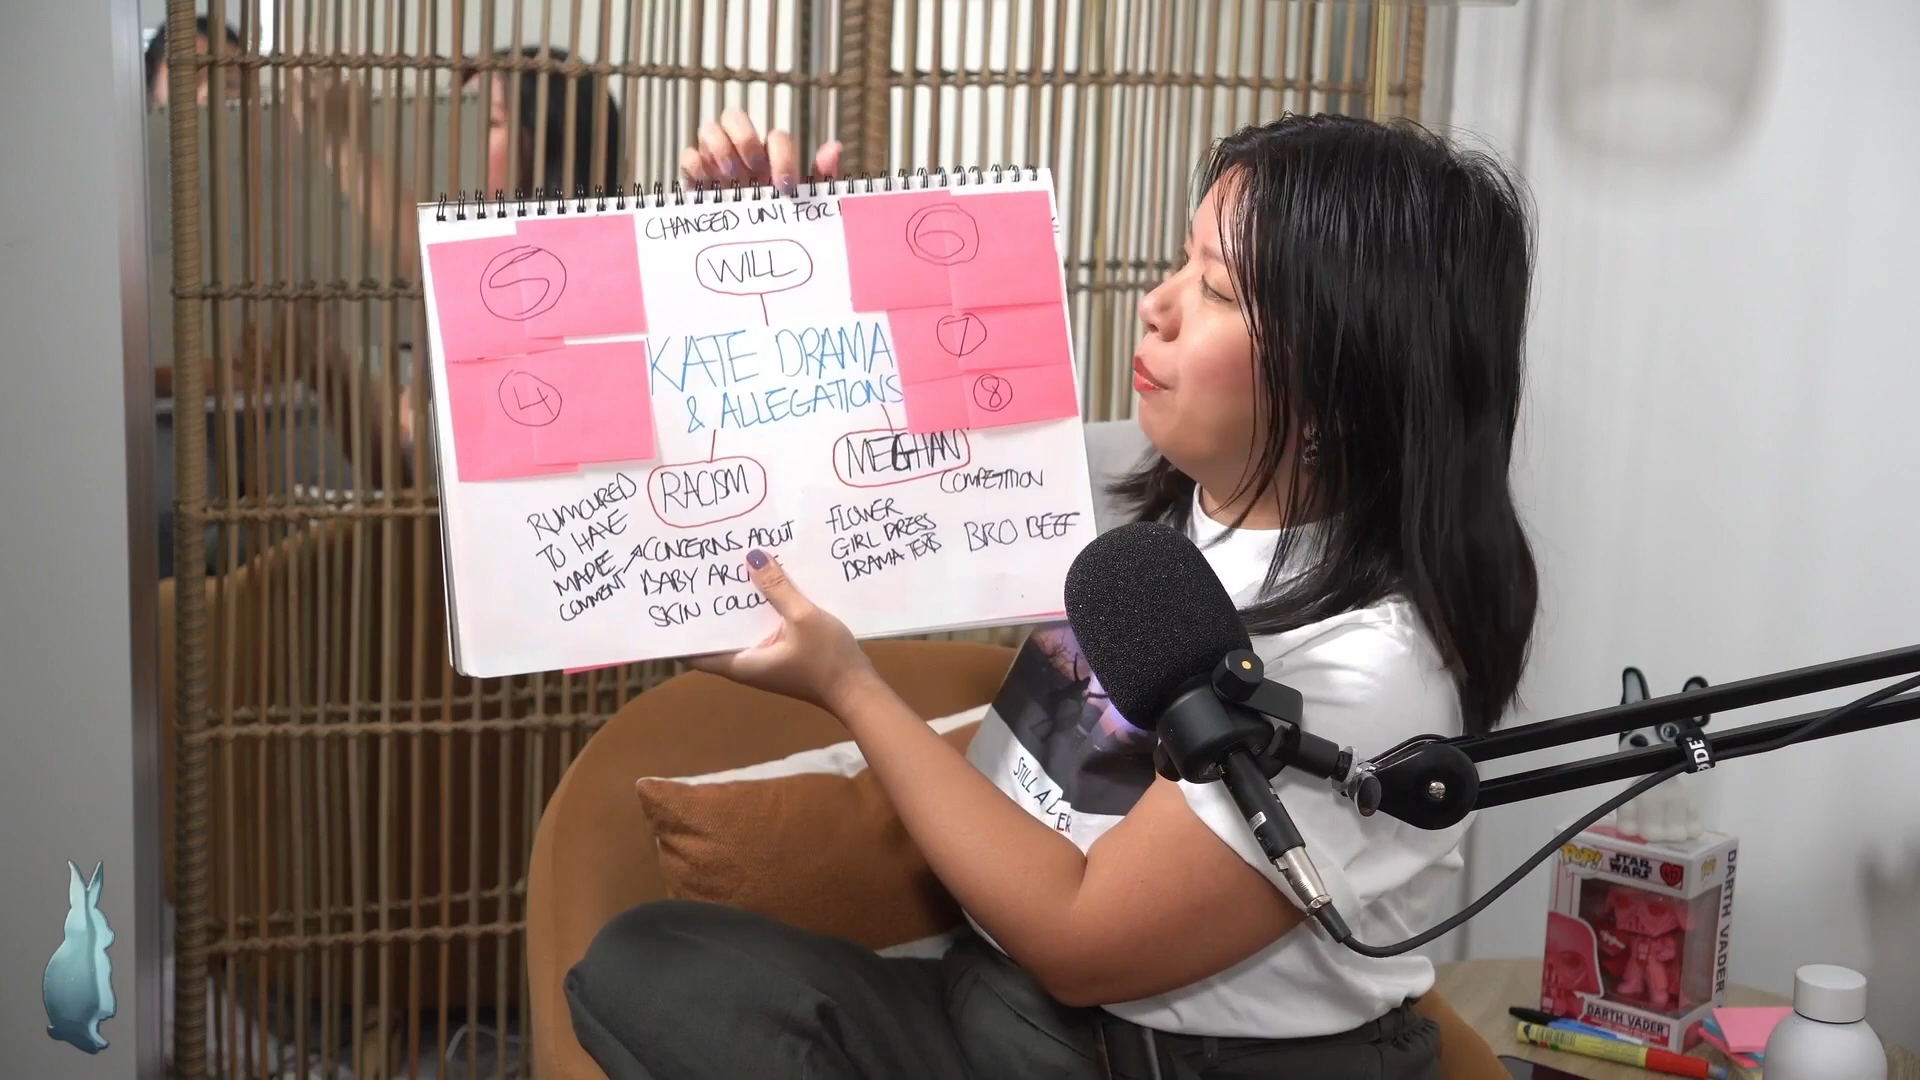 CHANGED UNI FOR
WILL
5
6
7
8
4
KATE DRAMA
& ALLEGATIONS
RACISM
RUMOURED
TO HAVE
MADE
COMMENT
CONCERNS ABOUT
BABY
SKIN
MEGHAN
COMPETITION
FLOWER
GIRL DRESS
DRAMA TEXTS
BRO BEEF
STILL A
POP!
STAR
WARS
DARTH VADER
DARTH VADER